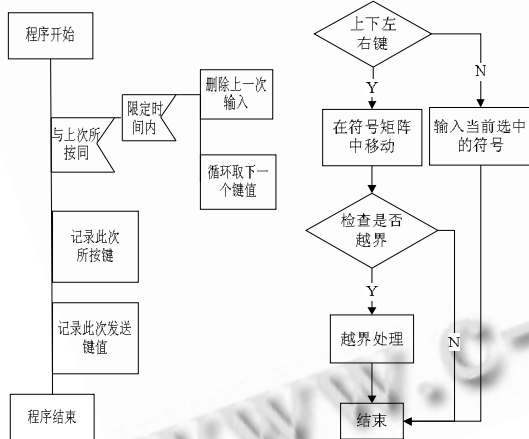 程序开始
与上次所
按同
限定时
间内
删除上一次
输入
循环取下一
个键值
记录此次
所按键
记录此次发送
键值
程序结束
上下左
右键
Y
N
在符号矩阵
中移动
输入当前选中
的符号
检查是否
越界
Y
N
越界处理
结束